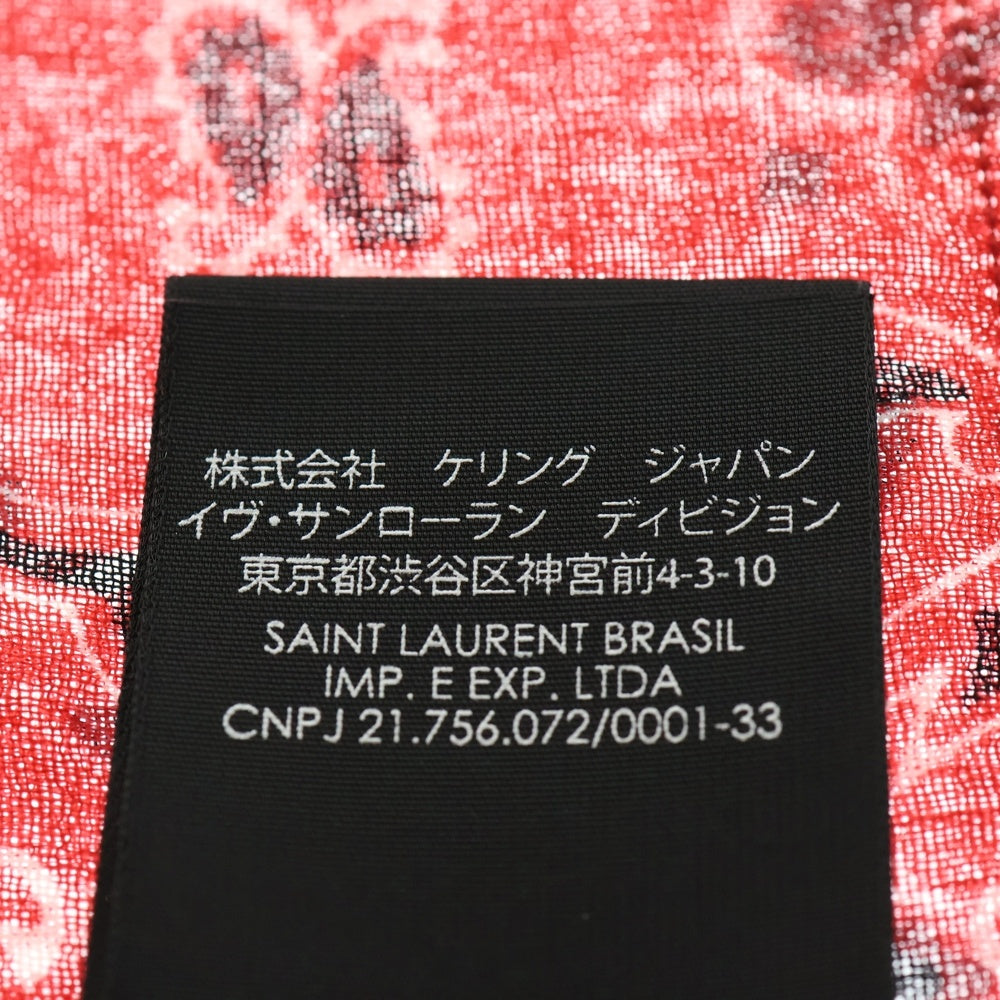 株式会社 ケリング ジャパン
イヴ・サンローラン ディビジョン
東京都渋谷区神宮前4-3-10
SAINT LAURENT BRASIL
IMP. E EXP. LTDA
CNPJ 21.756.072/0001-33